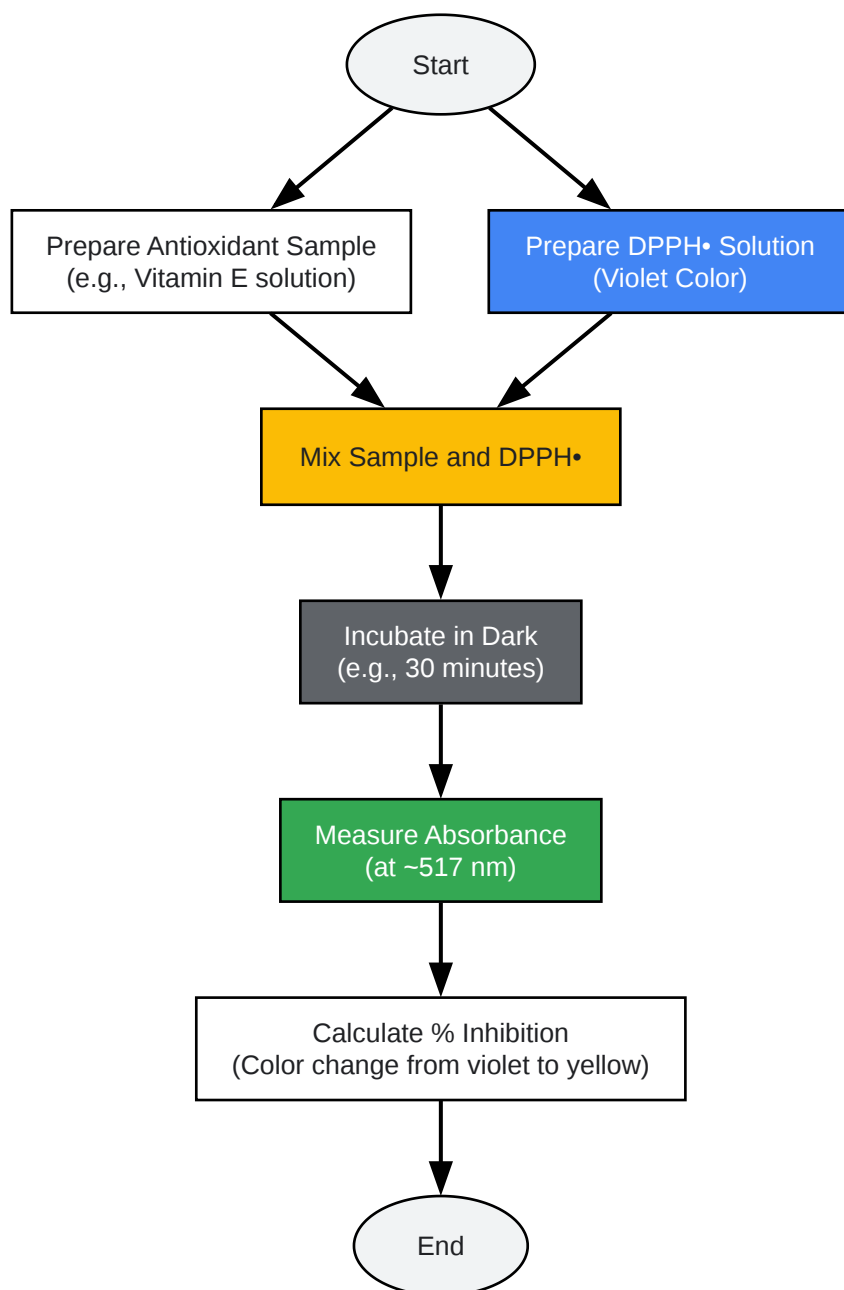 Start
Prepare Antioxidant Sample
(e.g., Vitamin E solution)
Prepare DPPH• Solution
(Violet Color)
Mix Sample and DPPH•
Incubate in Dark
(e.g., 30 minutes)
Measure Absorbance
(at ~517 nm)
Calculate % Inhibition
(Color change from violet to yellow)
End